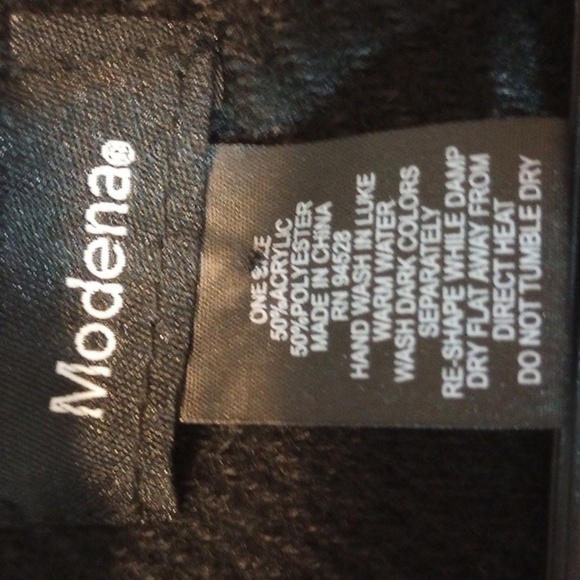 Modena®
ONE SIZE
50%ACRYLIC
50%POLYESTER
MADE IN CHINA
RN 94528
HAND WASH IN LUKE
WARM WATER
WASH DARK COLORS
SEPARATELY
RE-SHAPE WHILE DAMP
DRY FLAT AWAY FROM
DIRECT HEAT
DO NOT TUMBLE DRY